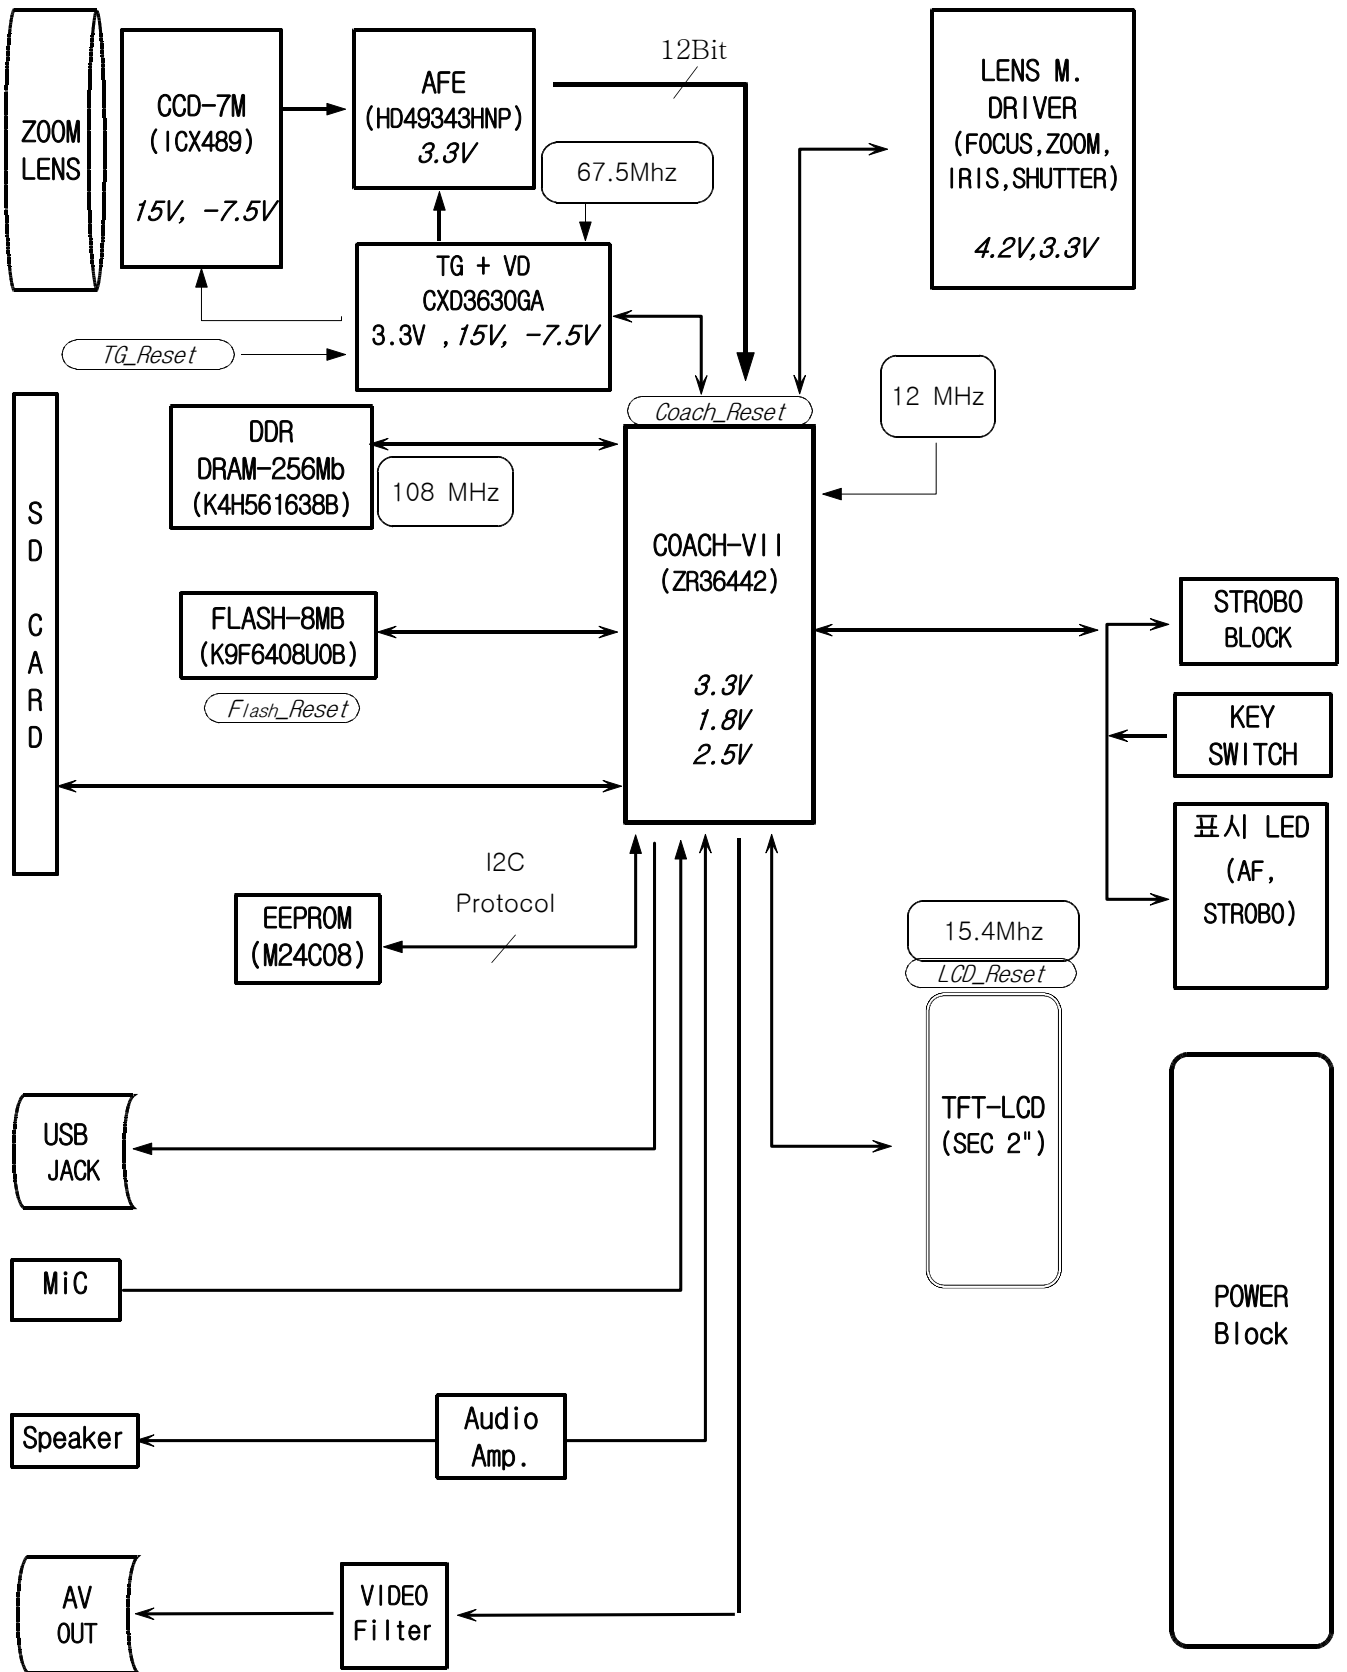 ZOOM
LENS
CCD-7M
(ICX489)
15V, -7.5V
AFE
(HD49343HNP)
3.3V
12Bit
67.5Mhz
LENS M.
DRIVER
(FOCUS,ZOOM,
IRIS,SHUTTER)
4.2V,3.3V
TG + VD
CXD3630GA
3.3V ,15V, -7.5V
TG_Reset
Coach_Reset
12 MHz
SD CARD
DDR
DRAM-256Mb
(K4H561638B)
108 MHz
COACH-VII
(ZR36442)
3.3V
1.8V
2.5V
FLASH-8MB
(K9F6408U0B)
Flash_Reset
STROBO
BLOCK
KEY
SWITCH
표시 LED
(AF,
STROBO)
I2C
Protocol
EEPROM
(M24C08)
15.4Mhz
LCD_Reset
TFT-LCD
(SEC 2")
USB
JACK
MiC
POWER
Block
Speaker
Audio
Amp.
AV
OUT
VIDEO
Filter